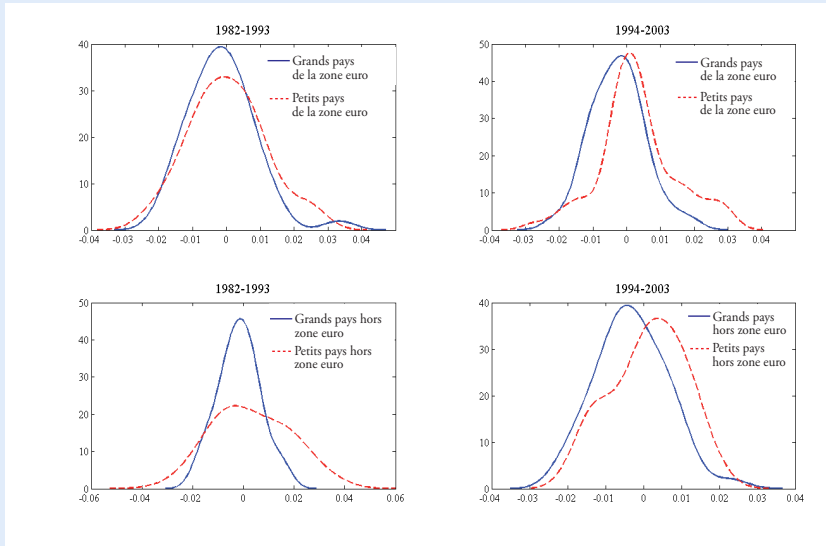 1982-1993
40
30
20
10
0
-0.04 -0.03 -0.02 -0.01 0 0.01 0.02 0.03 0.04
Grands pays
de la zone euro
Petits pays
de la zone euro
1994-2003
50
40
30
20
10
0
-0.04 -0.03 -0.02 -0.01 0 0.01 0.02 0.03 0.04
Grands pays
de la zone euro
Petits pays
de la zone euro
1982-1993
50
40
30
20
10
0
-0.06 -0.04 -0.02 0 0.02 0.04 0.06
Grands pays hors
zone euro
Petits pays hors
zone euro
1994-2003
40
30
20
10
0
-0.04 -0.03 -0.02 -0.01 0 0.01 0.02 0.03 0.04
Grands pays
hors zone euro
Petits pays
hors zone euro